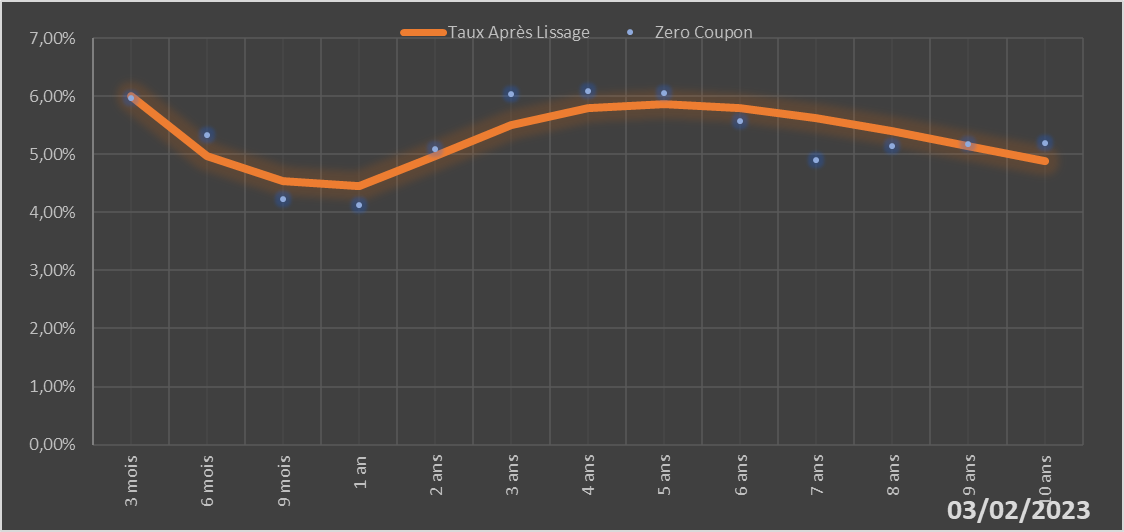 Taux Après Lissage
Zero Coupon
7,00%
6,00%
5,00%
4,00%
3,00%
2,00%
1,00%
0,00%
3 mois
6 mois
9 mois
1 an
2 ans
3 ans
4 ans
5 ans
6 ans
7 ans
8 ans
9 ans
10 ans
03/02/2023